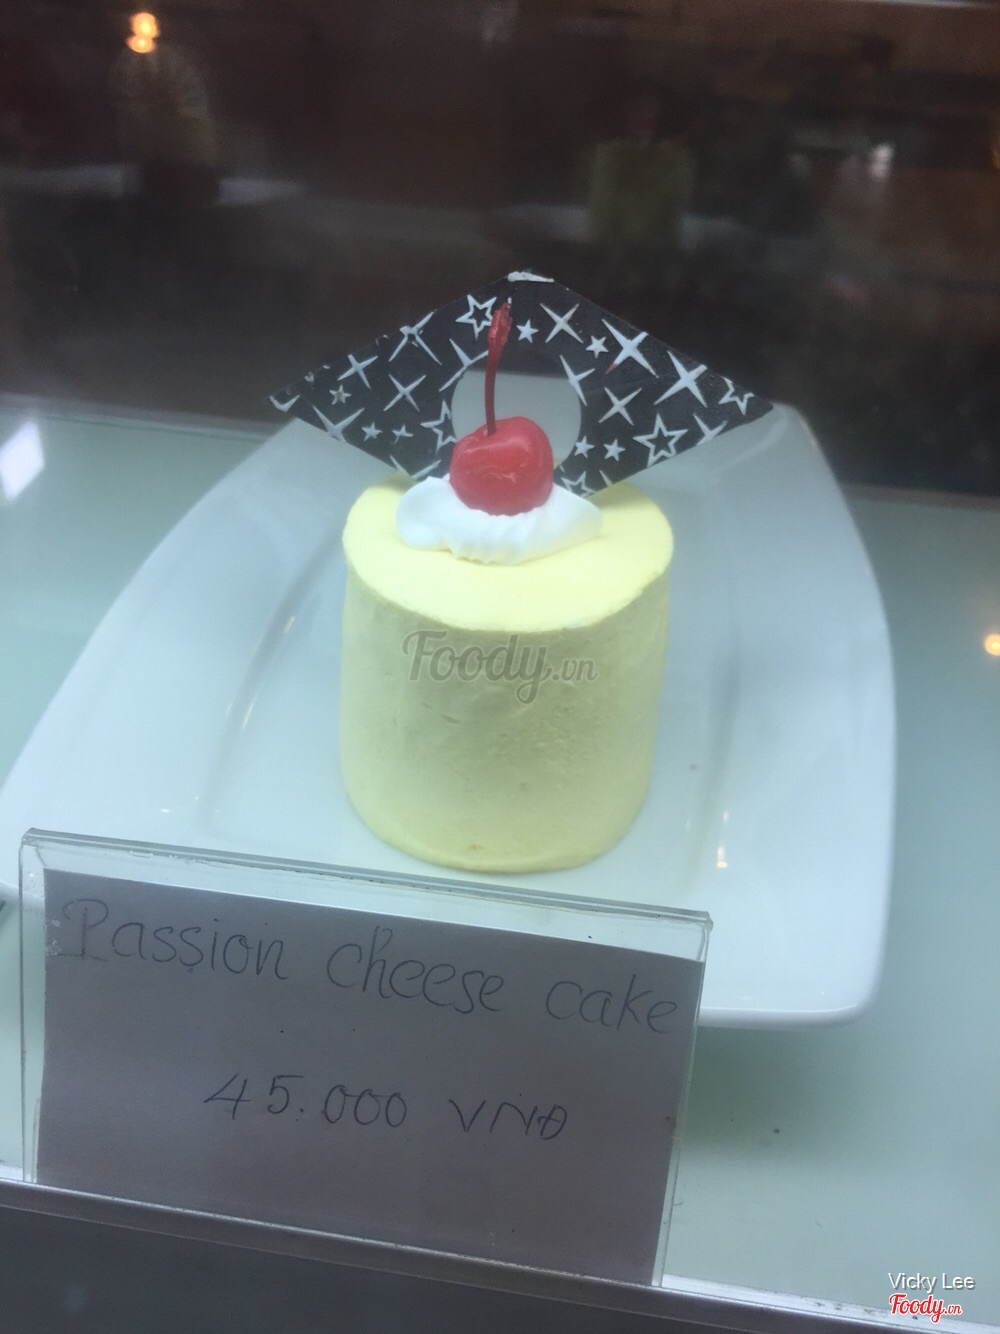 Foody.vn
Passion cheese cake
45.000 VNĐ
Vicky Lee
Foody.vn